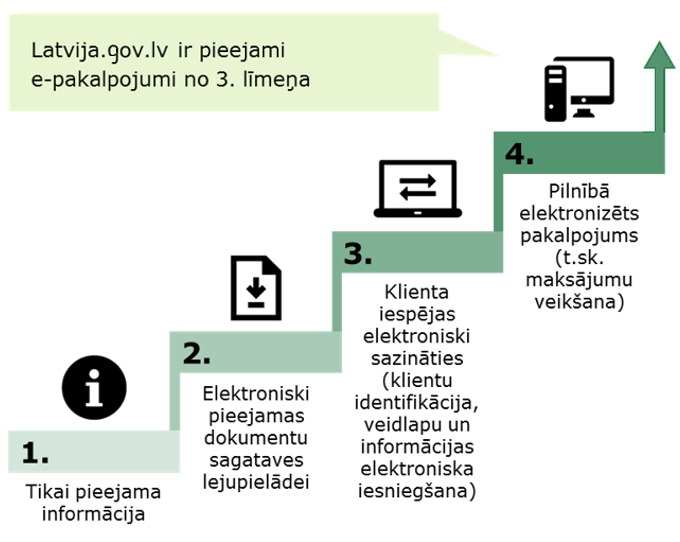 Latvija.gov.lv ir pieejami
e-pakalpojumi no 3. līmeņa
1.
Tikai pieejama
informācija
2.
Elektroniski
pieejamas
dokumentu
sagataves
lejupielādei
3.
Klienta
iespējas
elektroniski
sazināties
(klientu
identifikācija,
veidlapu un
informācijas
elektroniska
iesniegšana)
4.
Pilnībā
elektronizēts
pakalpojums
(t.sk.
maksājumu
veikšana)